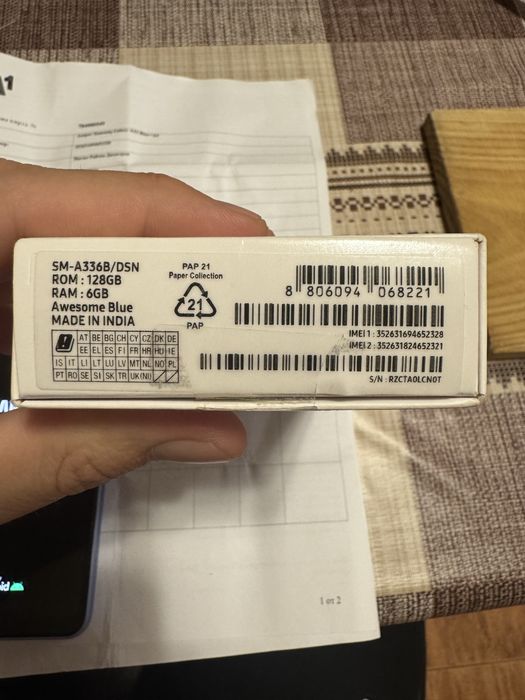 SM-A336B/DSN
ROM : 128GB
RAM : 6GB
Awesome Blue
MADE IN INDIA
AT BE BG CH CY CZ DK DE
EE EL ES FI FR HR HU IE
IS IT LI LT LU LV MT NL NO PL
PT RO SE SI SK TR UK(NI)
PAP 21
Paper Collection
21
PAP
8 806094 068221
IMEI 1 : 352631694652328
IMEI 2 : 352631824652321
S/N : RZCTA0LCN0T
1 от 2